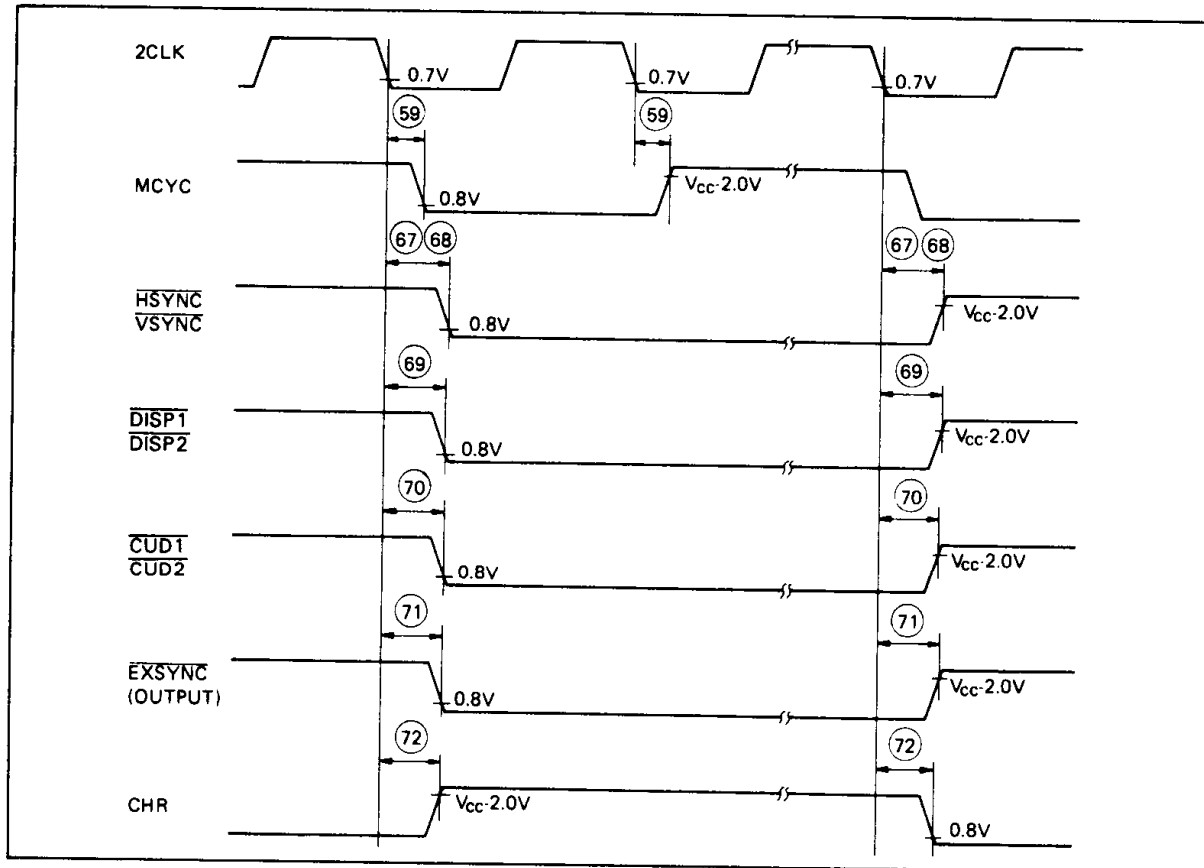 2CLK
0.7V
0.7V
0.7V
59
59
MCYC
0.8V
VCC-2.0V
67 68
67 68
HSYNC
VSYNC
0.8V
VCC-2.0V
69
69
DISP1
DISP2
0.8V
VCC-2.0V
70
70
CUD1
CUD2
0.8V
VCC-2.0V
71
71
EXSYNC
(OUTPUT)
0.8V
VCC-2.0V
72
72
CHR
VCC-2.0V
0.8V